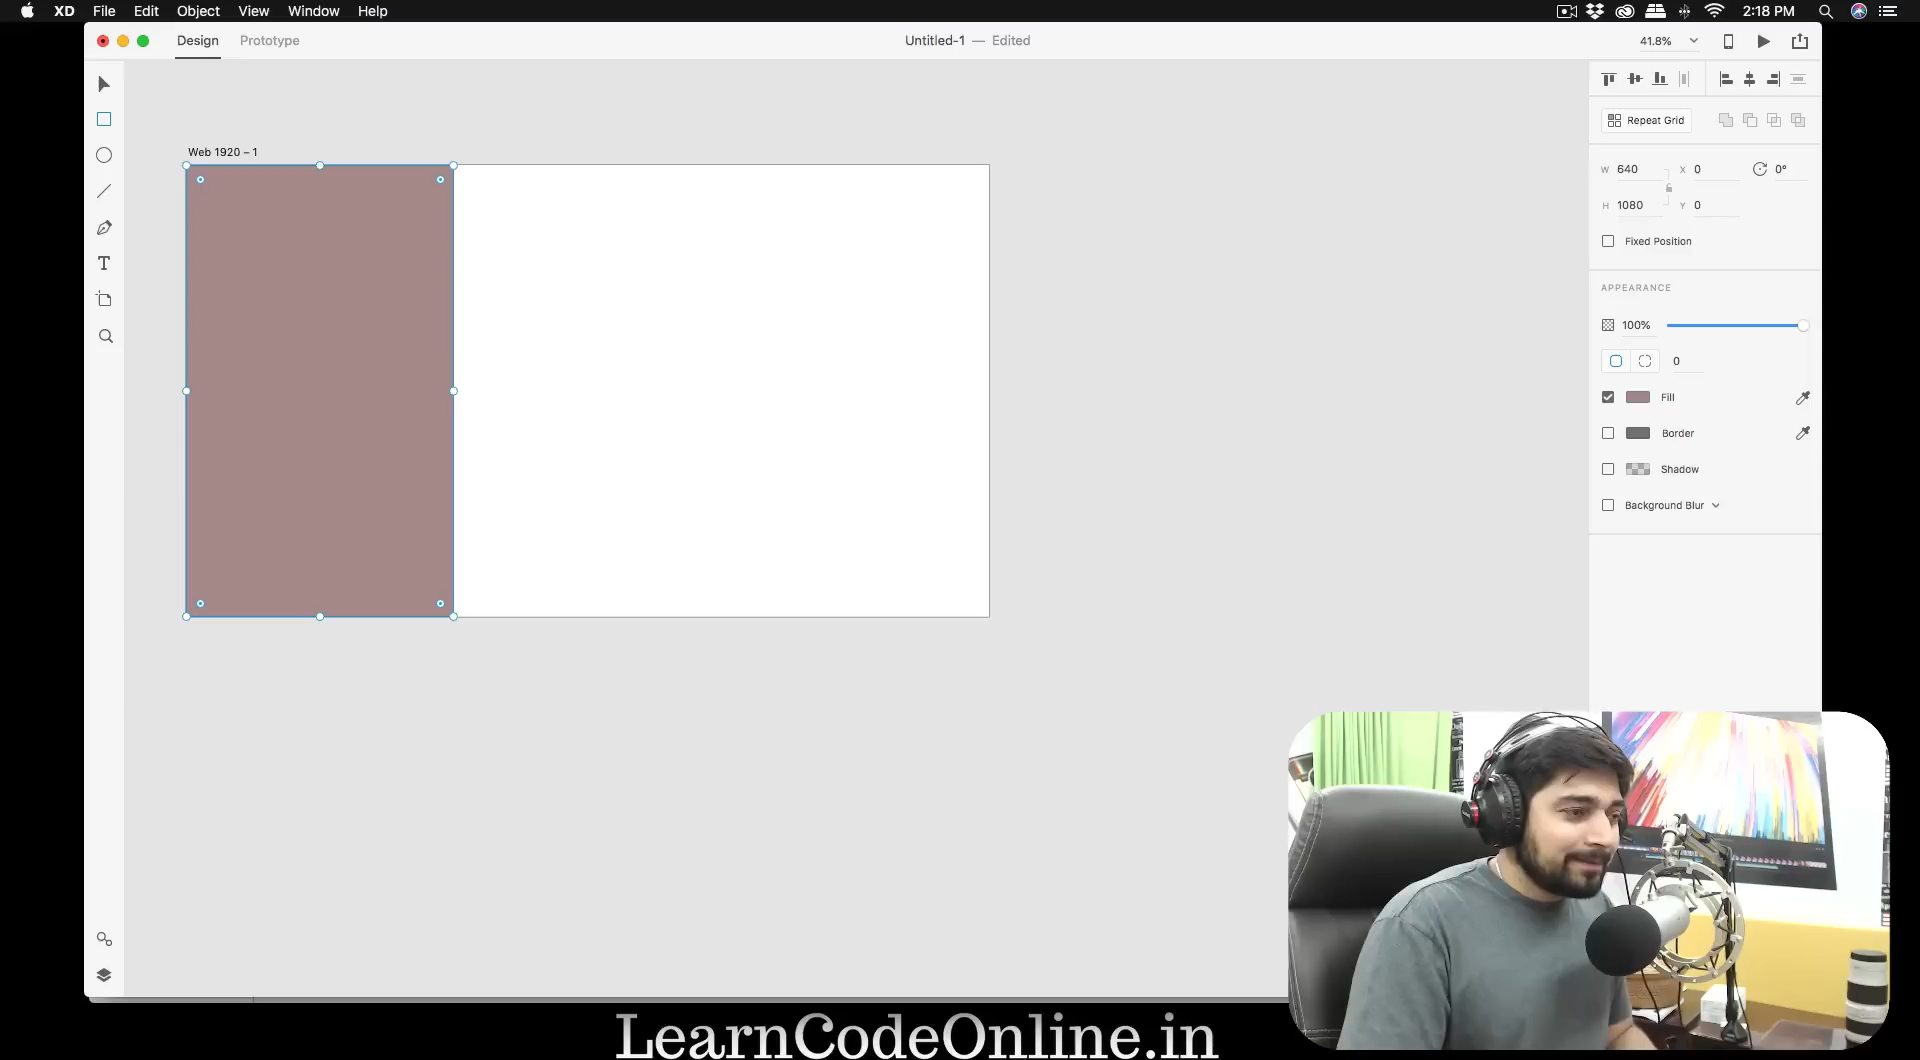 XD File Edit Object View Window Help 2:18 PM
Design Prototype Untitled-1 — Edited 41.8%
Repeat Grid
Web 1920 – 1
W 640 X 0 0°
H 1080 Y 0
Fixed Position
APPEARANCE
100%
0
Fill
Border
Shadow
Background Blur
T
LearnCodeOnline.in